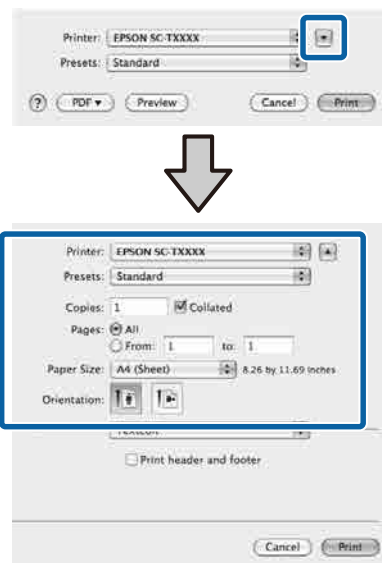 Printer: EPSON SC-TXXXX
Presets: Standard
? PDF Preview Cancel Print
Printer: EPSON SC-TXXXX
Presets: Standard
Copies: 1 Collated
Pages: All
From: 1 to: 1
Paper Size: A4 (Sheet) 8.26 by 11.69 inches
Orientation:
Print header and footer
Cancel Print